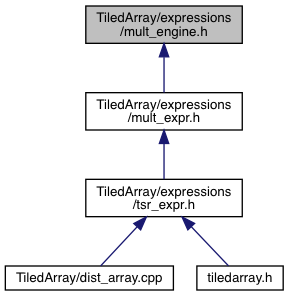 TiledArray/expressions
/mult_engine.h
TiledArray/expressions
/mult_expr.h
TiledArray/expressions
/tsr_expr.h
TiledArray/dist_array.cpp
tiledarray.h